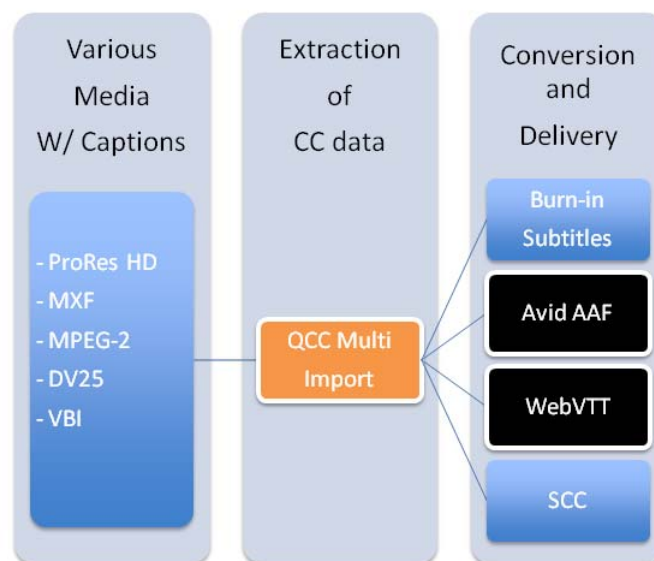 Various
Media
W/ Captions
- ProRes HD
- MXF
- MPEG-2
- DV25
- VBI
Extraction
of
CC data
QCC Multi
Import
Conversion
and
Delivery
Burn-in
Subtitles
Avid AAF
WebVTT
SCC